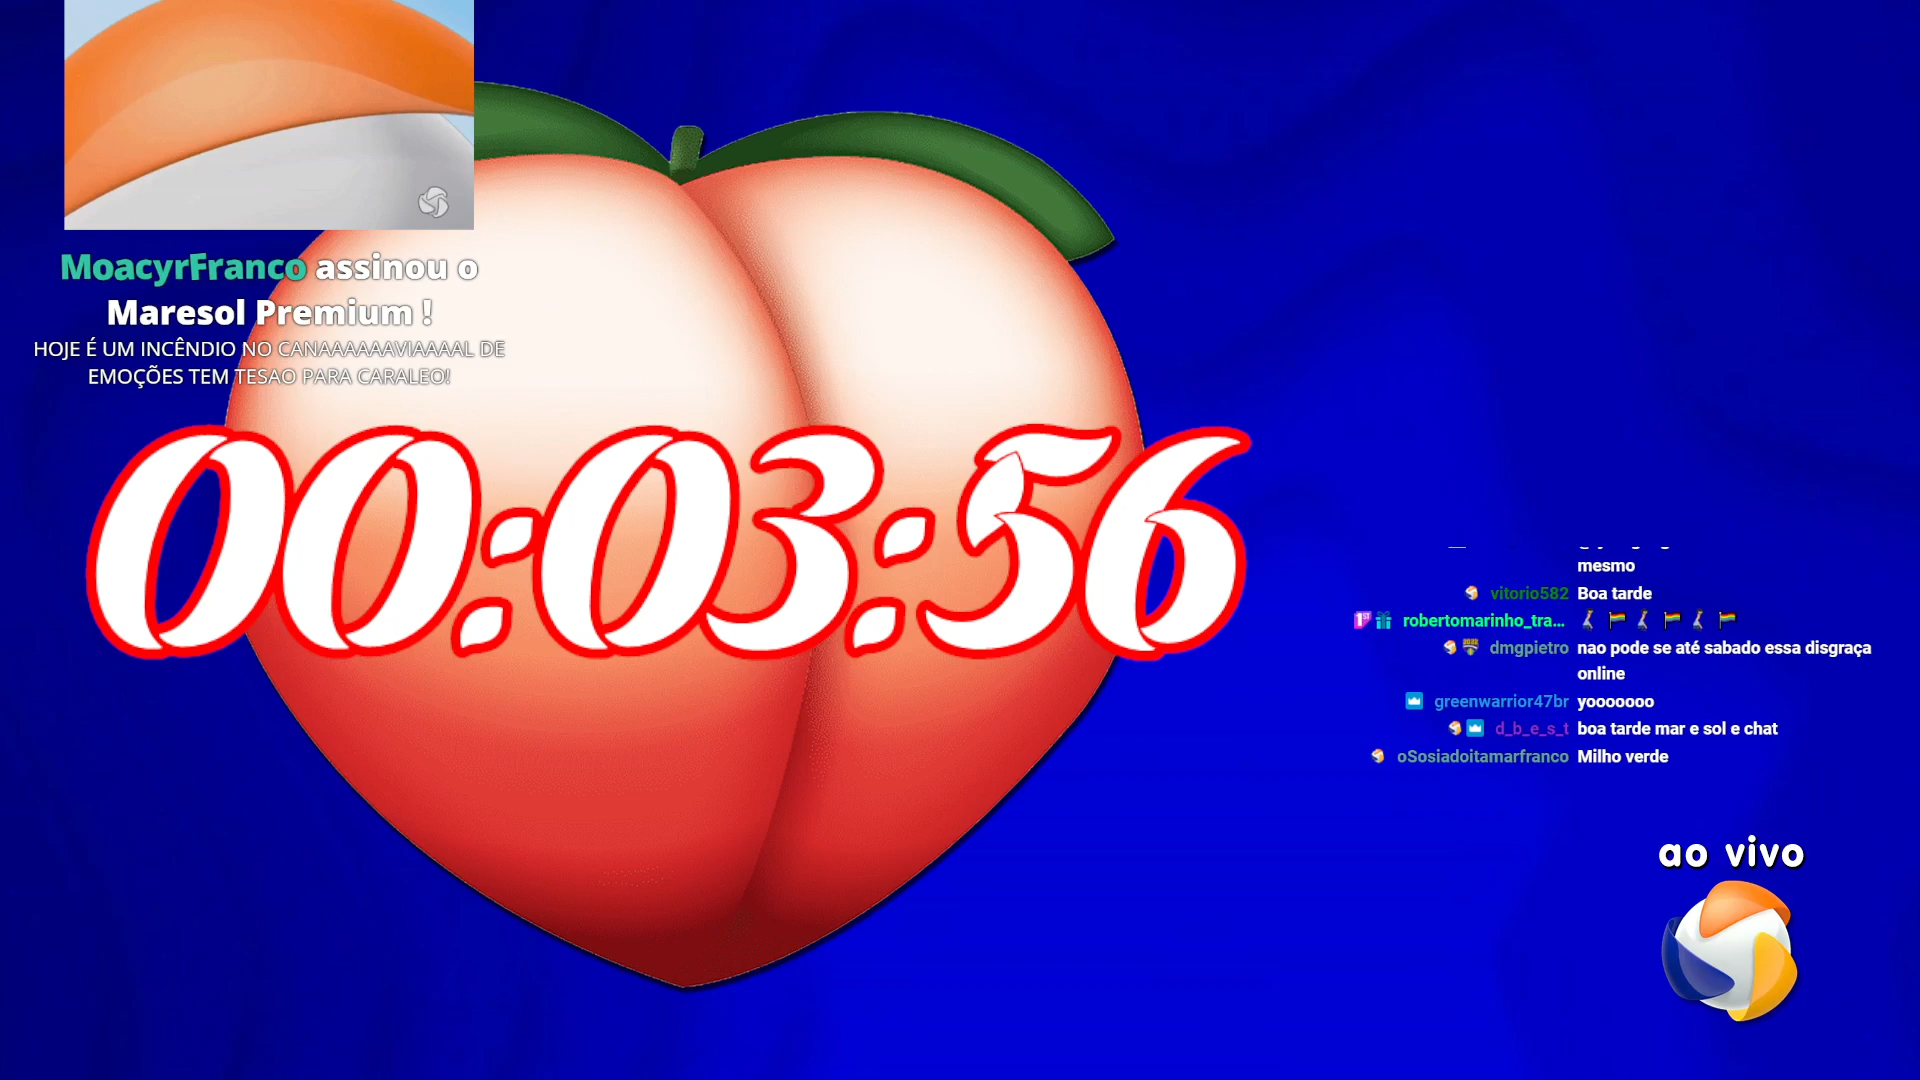 MoacyrFranco assinou o
Maresol Premium !
HOJE É UM INCÊNDIO NO CANAAAAAAVIAAAAL DE
EMOÇÕES TEM TESAO PARA CARALEO!
00:03:56
mesmo
vitorio582 Boa tarde
robertomarinho_tra...
dmgpietro nao pode se até sabado essa disgraça
online
greenwarrior47br yooooooo
d_b_e_s_t boa tarde mar e sol e chat
oSosiadoitamarfranco Milho verde
ao vivo